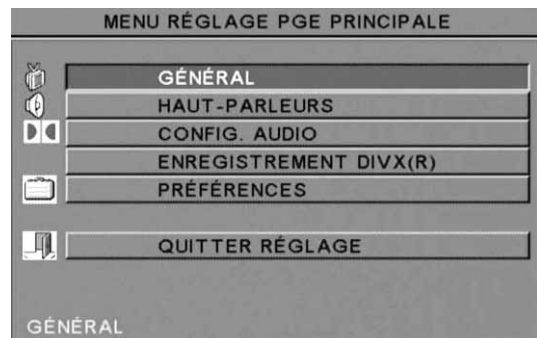 MENU RÉGLAGE PGE PRINCIPALE
GÉNÉRAL
HAUT-PARLEURS
CONFIG. AUDIO
ENREGISTREMENT DIVX(R)
PRÉFÉRENCES
QUITTER RÉGLAGE
GÉNÉRAL